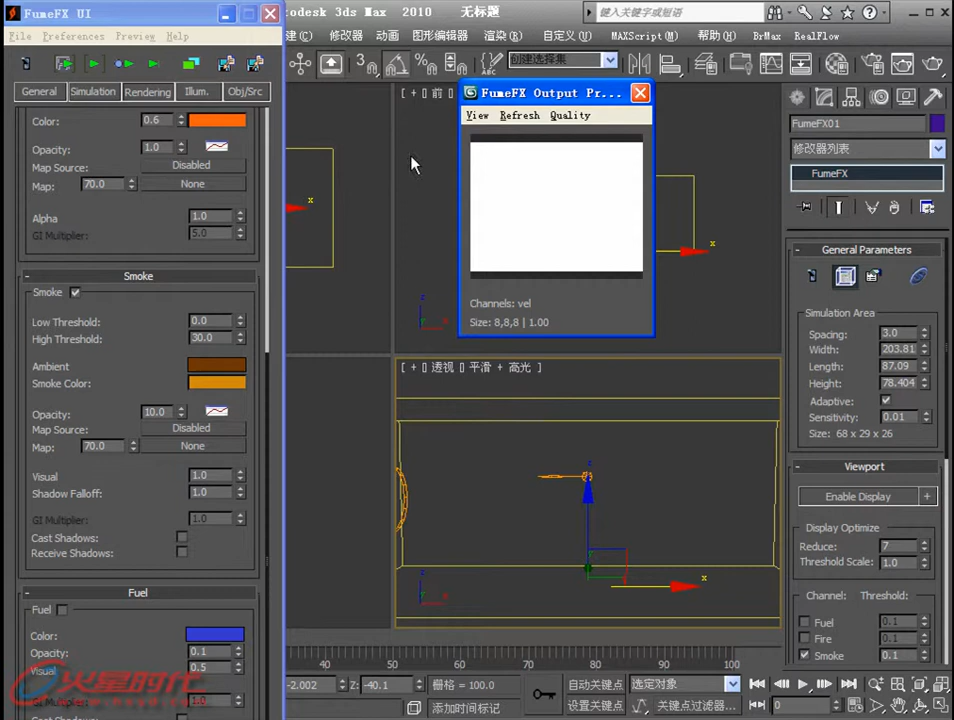 FumeFX UI
Autodesk 3ds Max 2010 无标题
键入关键字或短语
File Preferences Preview Help
修改器 动画 图形编辑器 渲染(R) 自定义(U) MAXScript(M) 帮助(H) BrMax RealFlow
创建选择集
General Simulation Rendering Illum. Obj/Src
[ + ] 前
FumeFX Output Pr...
View Refresh Quality
Channels: vel
Size: 8,8,8 | 1.00
Color: 0.6
Opacity: 1.0
Map Source: Disabled
Map: 70.0 None
Alpha 1.0
GI Multiplier: 5.0
Smoke
Smoke
Low Threshold: 0.0
High Threshold: 30.0
Ambient
Smoke Color:
Opacity: 10.0
Map Source: Disabled
Map: 70.0 None
Visual 1.0
Shadow Falloff: 1.0
GI Multiplier: 1.0
Cast Shadows:
Receive Shadows:
Fuel
Fuel
Color:
Opacity: 0.1
Visual 0.5
GI Multiplier: 1.0
Cast Shadows
火星时代
x
x
z
[ + ] 透视 [] 平滑 + 高光 ]
z
x
z
FumeFX01
修改器列表
FumeFX
General Parameters
Simulation Area
Spacing: 3.0
Width: 203.81
Length: 87.09
Height: 78.404
Adaptive:
Sensitivity: 0.01
Size: 68 x 29 x 26
Viewport
Enable Display +
Display Optimize
Reduce: 7
Threshold Scale: 1.0
Channel: Threshold:
Fuel 0.1
Fire 0.1
Smoke 0.1
40 50 60 70 80 90 100
-2.002 Z: -40.1 栅格 = 100.0
添加时间标记
自动关键点 选定对象
设置关键点 关键点过滤器...
0